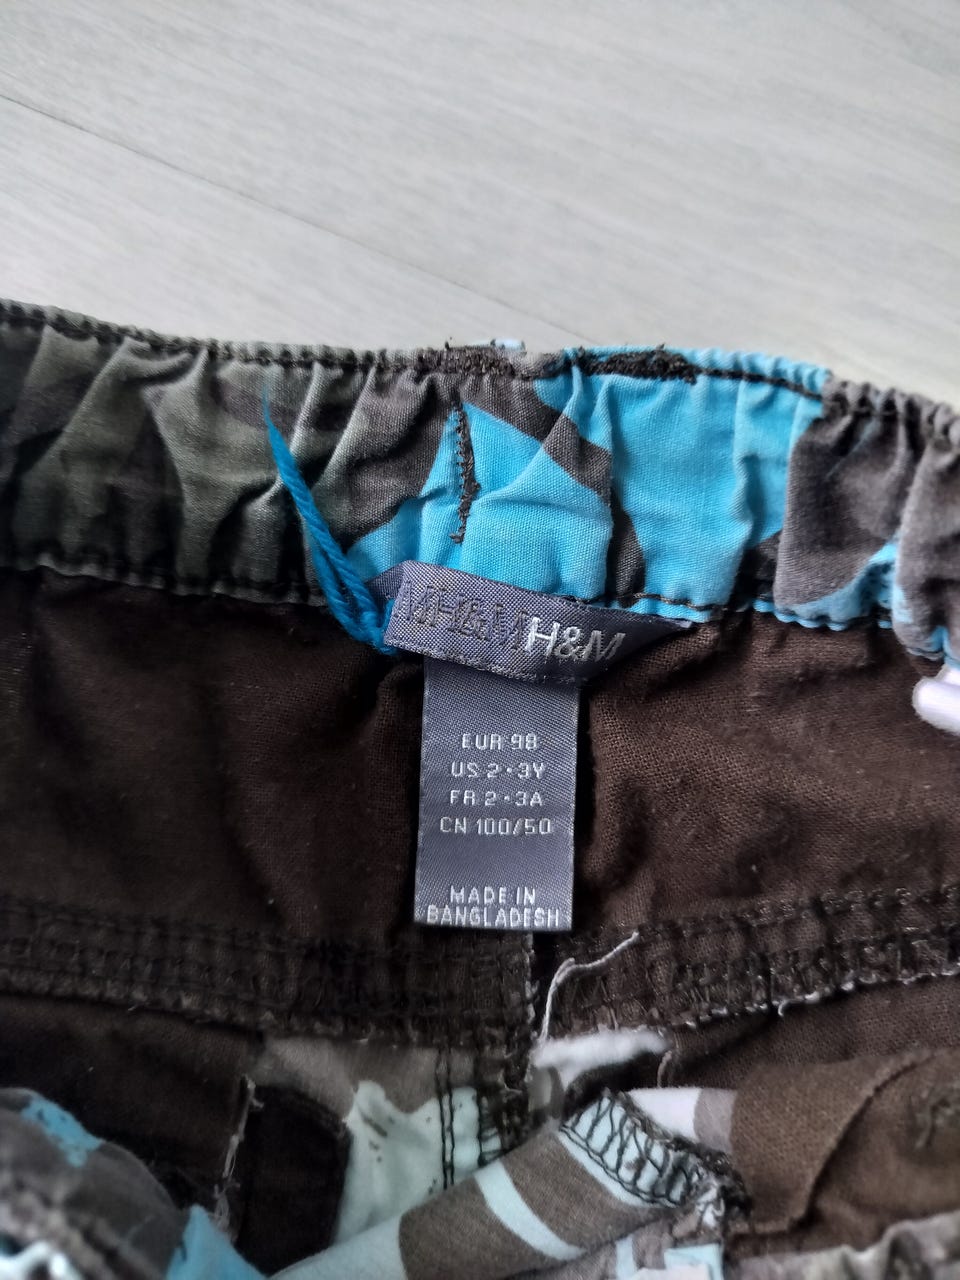 H&M H&M
EUR 98
US 2-3Y
FR 2-3A
CN 100/50
MADE IN
BANGLADESH